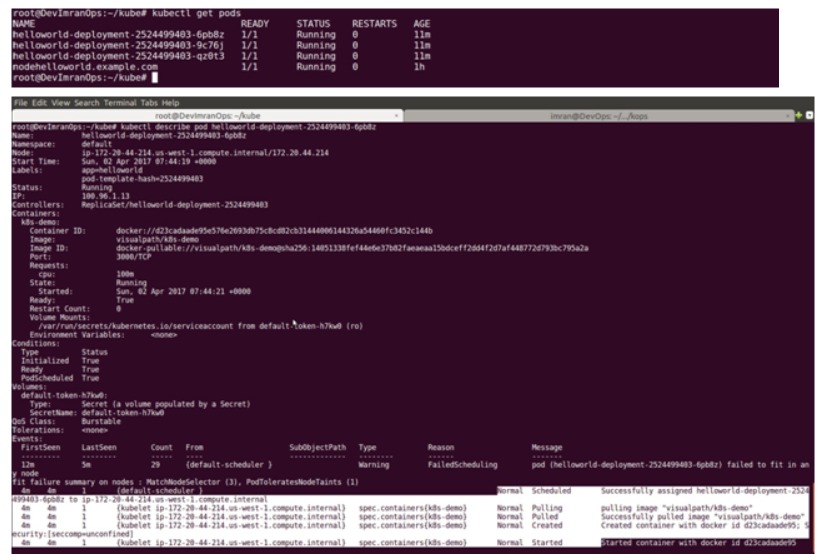 root@DevImranOps:~/kube# kubectl get pods
NAME READY STATUS RESTARTS AGE
helloworld-deployment-2524499403-6pb8z 1/1 Running 0 11m
helloworld-deployment-2524499403-9c76j 1/1 Running 0 11m
helloworld-deployment-2524499403-qz0t3 1/1 Running 0 11m
nodehelloworld.example.com 1/1 Running 0 1h
root@DevImranOps:~/kube#
File Edit View Search Terminal Tabs Help
root@DevImranOps: ~/kube × imran@DevOps: ~/.../kops ×
root@DevImranOps:~/kube# kubectl describe pod helloworld-deployment-2524499403-6pb8z
Name: helloworld-deployment-2524499403-6pb8z
Namespace: default
Node: ip-172-20-44-214.us-west-1.compute.internal/172.20.44.214
Start Time: Sun, 02 Apr 2017 07:44:19 +0000
Labels: app=helloworld
pod-template-hash=2524499403
Status: Running
IP: 100.96.1.13
Controllers: ReplicaSet/helloworld-deployment-2524499403
Containers:
k8s-demo:
Container ID: docker://d23cadaade95e576e2693db75c8cd82cb31444006144326a54460fc3452c144b
Image: visualpath/k8s-demo
Image ID: docker-pullable://visualpath/k8s-demo@sha256:14051338fef44e6e37b82faeaeaa15bdceff2dd4f2d7af448772d793bc795a2a
Port: 3000/TCP
Requests:
cpu: 100m
State: Running
Started: Sun, 02 Apr 2017 07:44:21 +0000
Ready: True
Restart Count: 0
Volume Mounts:
/var/run/secrets/kubernetes.io/serviceaccount from default-token-h7kw0 (ro)
Environment Variables: <none>
Conditions:
Type Status
Initialized True
Ready True
PodScheduled True
Volumes:
default-token-h7kw0:
Type: Secret (a volume populated by a Secret)
SecretName: default-token-h7kw0
QoS Class: Burstable
Tolerations: <none>
Events:
FirstSeen LastSeen Count From SubObjectPath Type Reason Message
--------- -------- ----- ---- ------------- -------- ------ -------
12m 5m 29 {default-scheduler } Warning FailedScheduling pod (helloworld-deployment-2524499403-6pb8z) failed to fit in an
y node
fit failure summary on nodes : MatchNodeSelector (3), PodToleratesNodeTaints (1)
4m 4m 1 {default-scheduler } Normal Scheduled Successfully assigned helloworld-deployment-2524
499403-6pb8z to ip-172-20-44-214.us-west-1.compute.internal
4m 4m 1 {kubelet ip-172-20-44-214.us-west-1.compute.internal} spec.containers{k8s-demo} Normal Pulling pulling image "visualpath/k8s-demo"
4m 4m 1 {kubelet ip-172-20-44-214.us-west-1.compute.internal} spec.containers{k8s-demo} Normal Pulled Successfully pulled image "visualpath/k8s-demo"
4m 4m 1 {kubelet ip-172-20-44-214.us-west-1.compute.internal} spec.containers{k8s-demo} Normal Created Created container with docker id d23cadaade95; S
ecurity:[seccomp=unconfined]
4m 4m 1 {kubelet ip-172-20-44-214.us-west-1.compute.internal} spec.containers{k8s-demo} Normal Started Started container with docker id d23cadaade95